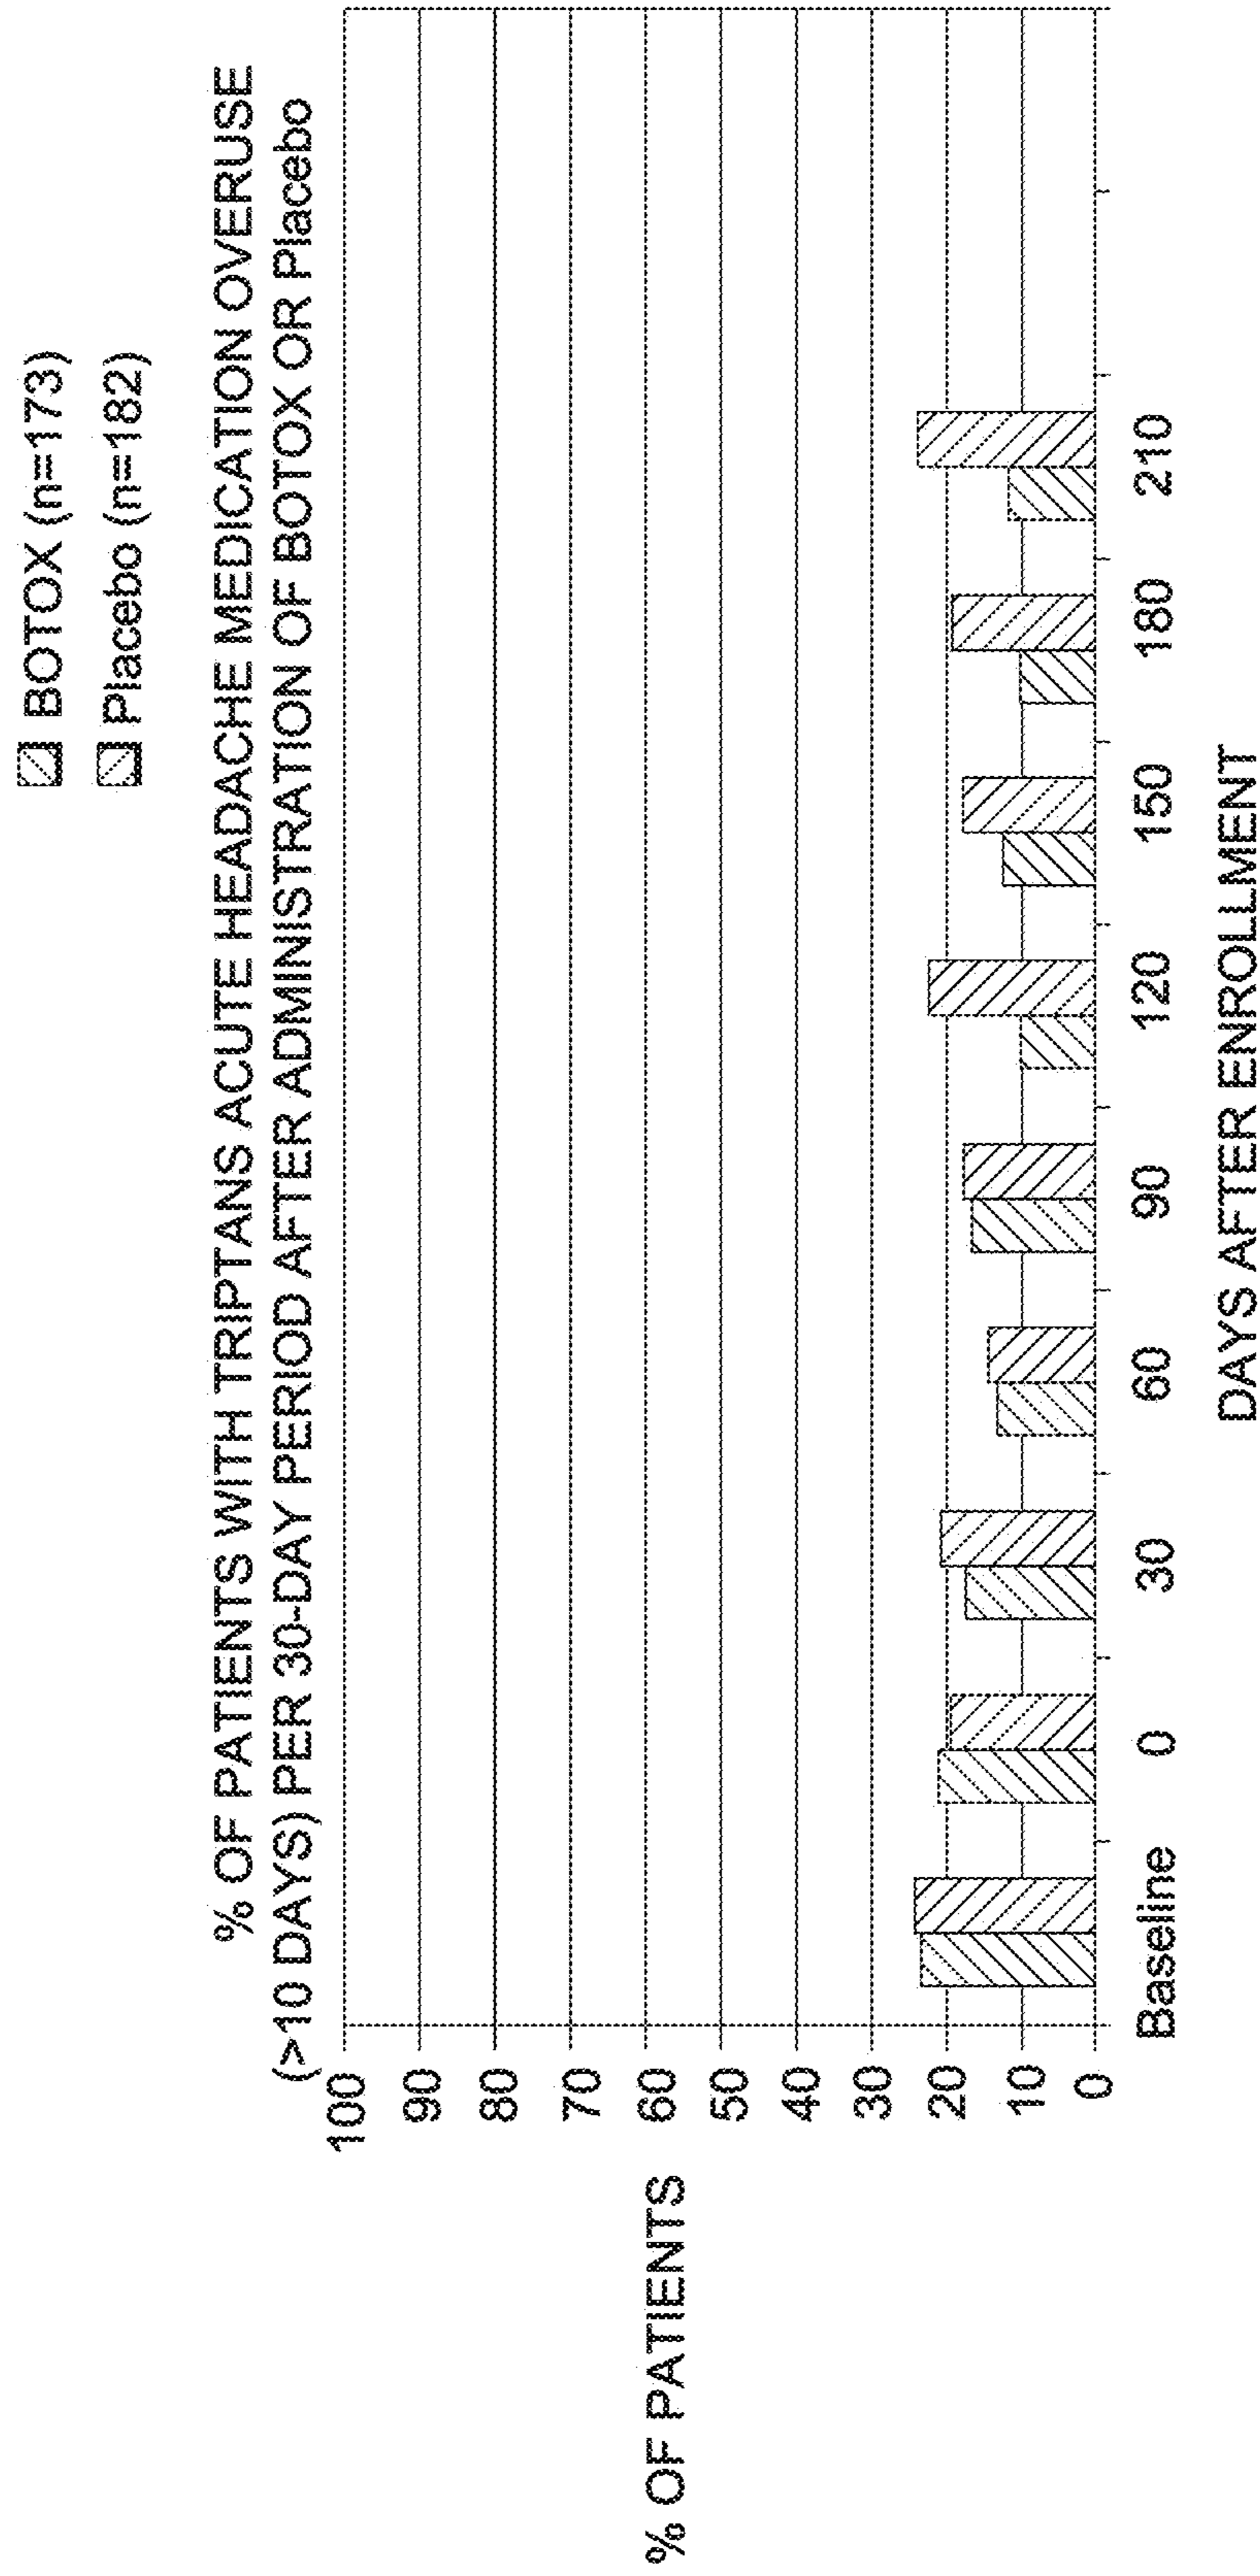 BOTOX (n=173)
Placebo (n=182)
% OF PATIENTS WITH TRIPTANS ACUTE HEADACHE MEDICATION OVERUSE
(>10 DAYS) PER 30-DAY PERIOD AFTER ADMINISTRATION OF BOTOX OR Placebo
% OF PATIENTS
100
90
80
70
60
50
40
30
20
10
0
Baseline 0 30 60 90 120 150 180 210
DAYS AFTER ENROLLMENT